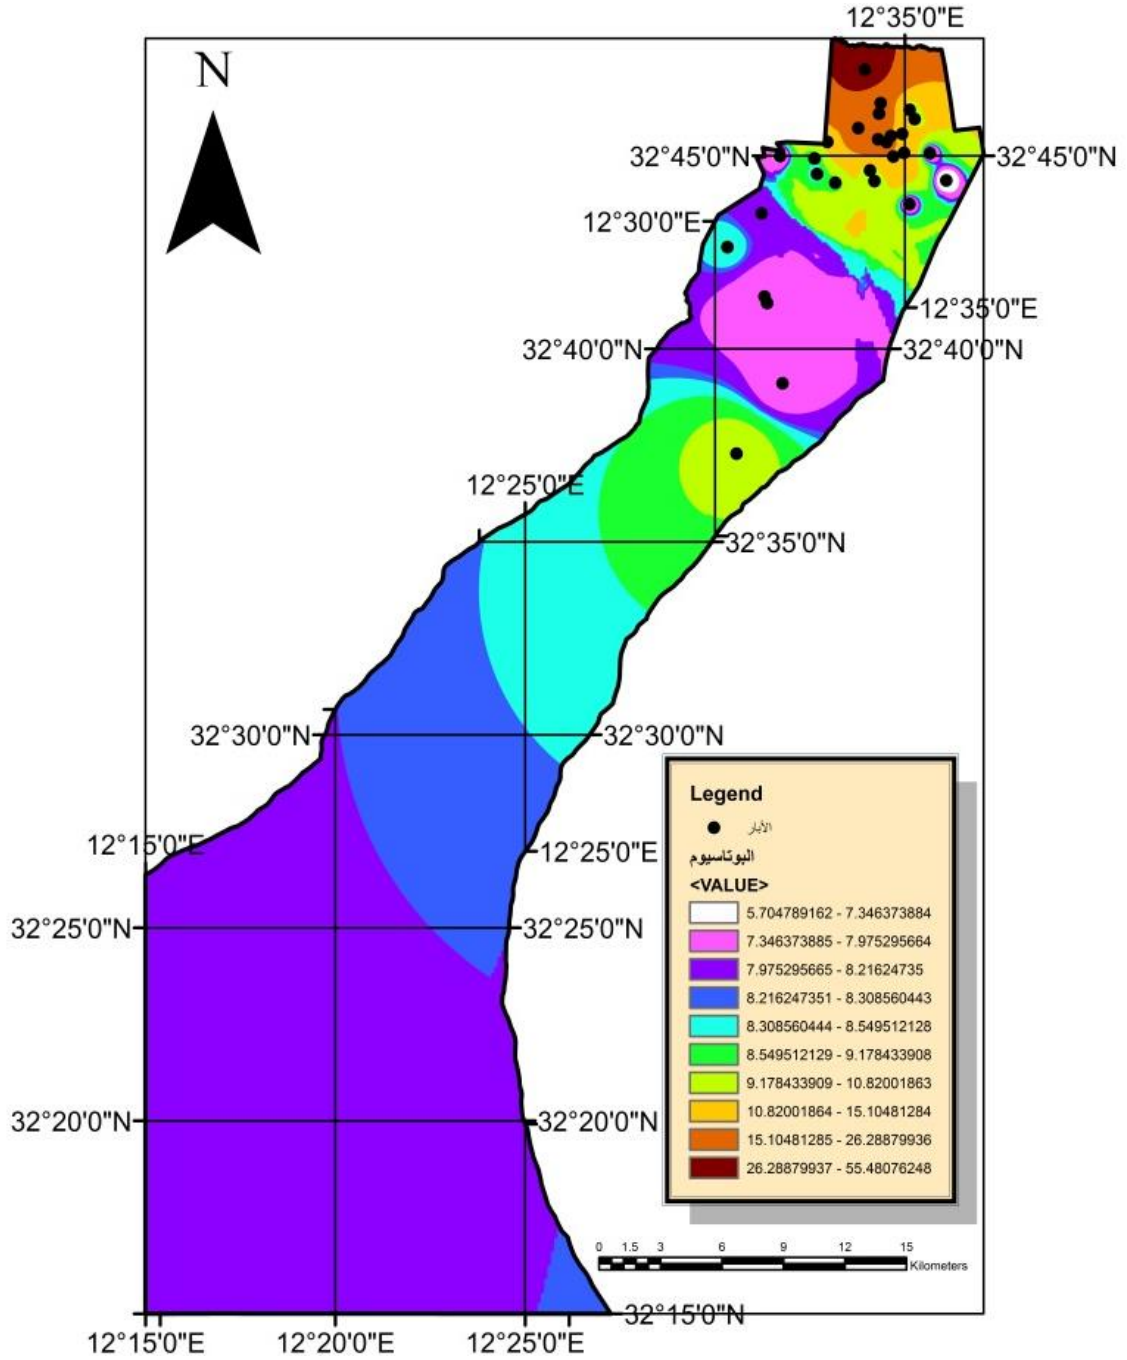 12°35'0"E
N
32°45'0"N
32°45'0"N
12°30'0"E
12°35'0"E
32°40'0"N
32°40'0"N
12°25'0"E
32°35'0"N
32°30'0"N
32°30'0"N
Legend
الآبار
البوتاسيوم
<VALUE>
5.704789162 - 7.346373884
7.346373885 - 7.975295664
7.975295665 - 8.21624735
8.216247351 - 8.308560443
8.308560444 - 8.549512128
8.549512129 - 9.178433908
9.178433909 - 10.82001863
10.82001864 - 15.10481284
15.10481285 - 26.28879936
26.28879937 - 55.48076248
12°15'0"E
12°25'0"E
32°25'0"N
32°25'0"N
32°20'0"N
32°20'0"N
0 1.5 3 6 9 12 15
Kilometers
32°15'0"N
12°15'0"E
12°20'0"E
12°25'0"E